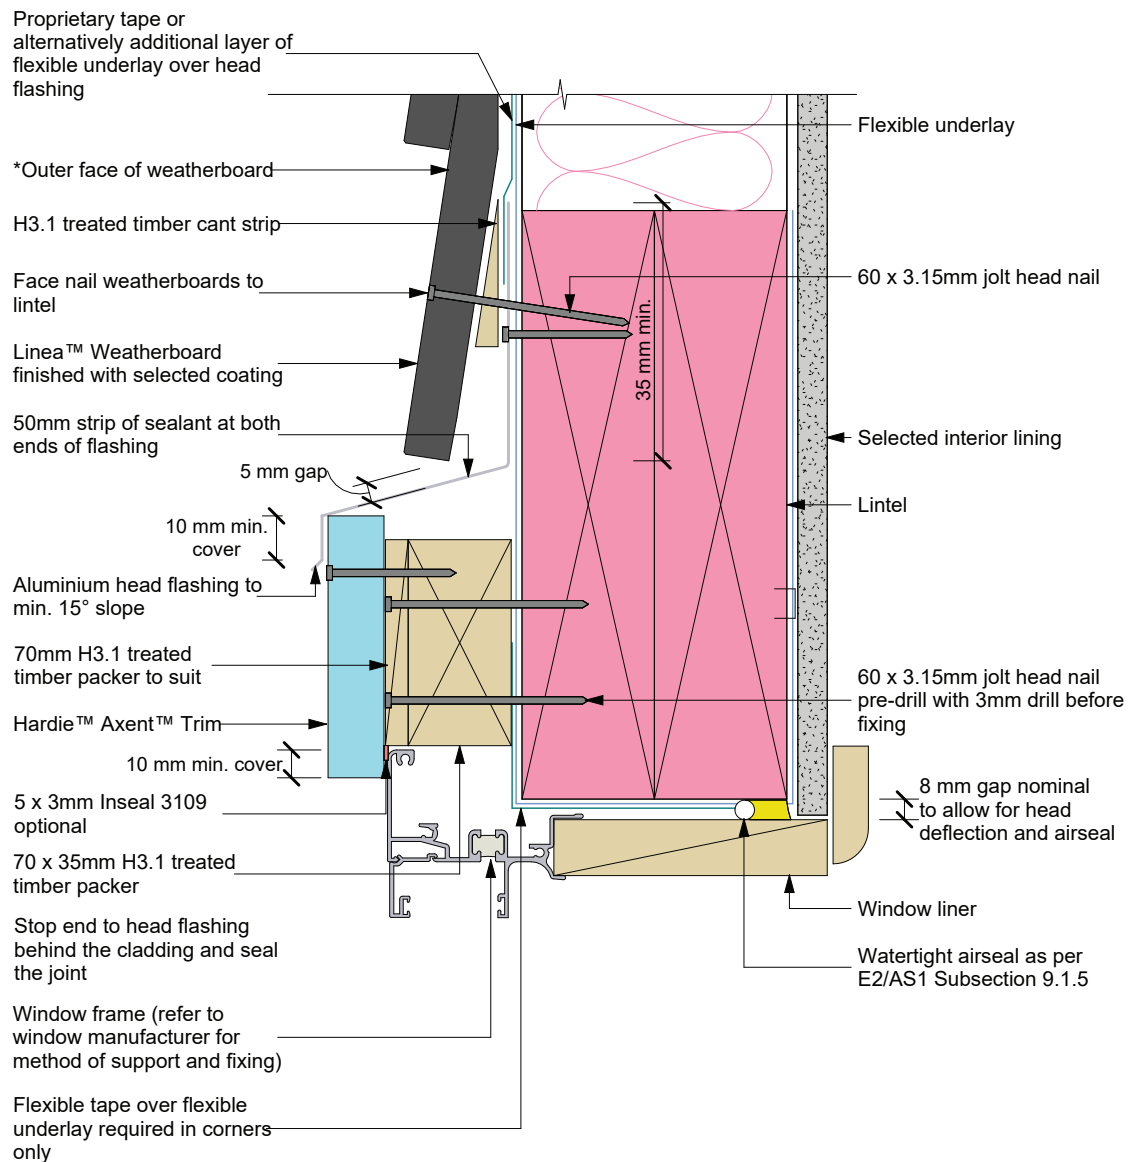 Proprietary tape or
alternatively additional layer of
flexible underlay over head
flashing
*Outer face of weatherboard
H3.1 treated timber cant strip
Face nail weatherboards to
lintel
Linea™ Weatherboard
finished with selected coating
50mm strip of sealant at both
ends of flashing
5 mm gap
10 mm min.
cover
Aluminium head flashing to
min. 15° slope
70mm H3.1 treated
timber packer to suit
Hardie™ Axent™ Trim
10 mm min. cover
5 x 3mm Inseal 3109
optional
70 x 35mm H3.1 treated
timber packer
Stop end to head flashing
behind the cladding and seal
the joint
Window frame (refer to
window manufacturer for
method of support and fixing)
Flexible tape over flexible
underlay required in corners
only
35 mm min.
Flexible underlay
60 x 3.15mm jolt head nail
Selected interior lining
Lintel
60 x 3.15mm jolt head nail
pre-drill with 3mm drill before
fixing
8 mm gap nominal
to allow for head
deflection and airseal
Window liner
Watertight airseal as per
E2/AS1 Subsection 9.1.5